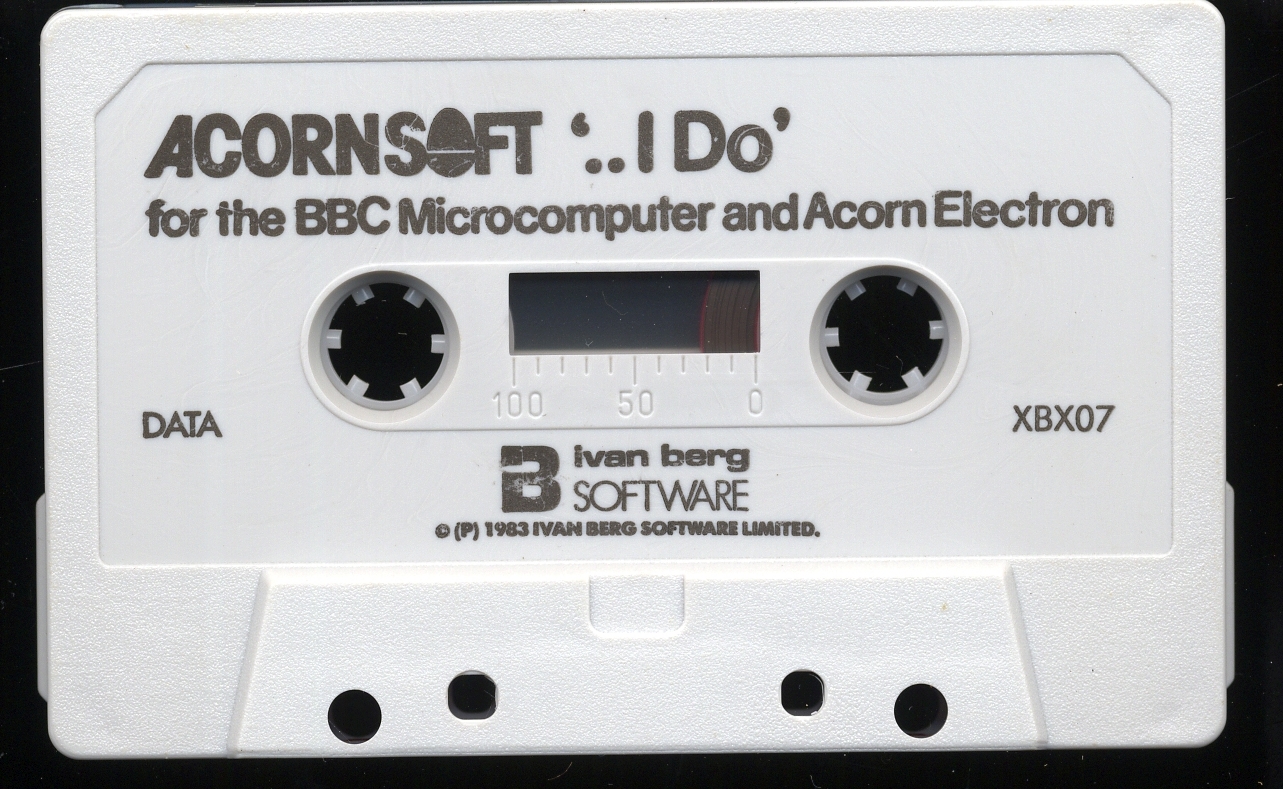 ACORNSOFT ‘..I Do’
for the BBC Microcomputer and Acorn Electron
100 50 0
DATA
XBX07
B ivan berg
SOFTWARE
© (P) 1983 IVAN BERG SOFTWARE LIMITED.